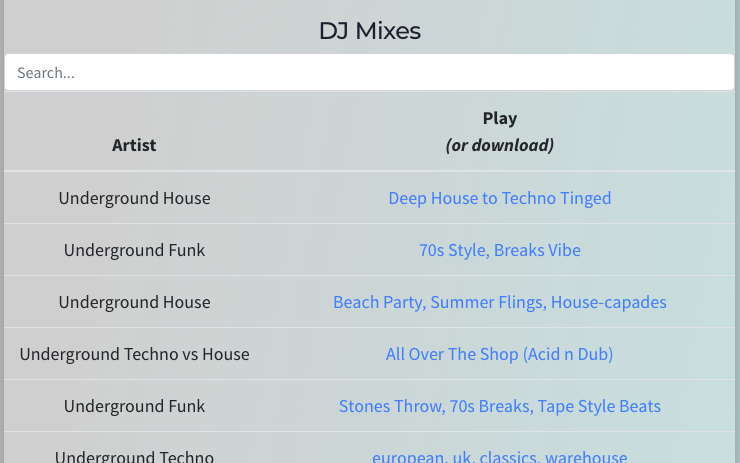 DJ Mixes
Search...
Play
Artist (or download)
Underground House Deep House to Techno Tinged
Underground Funk 70s Style, Breaks Vibe
Underground House Beach Party, Summer Flings, House-capades
Underground Techno vs House All Over The Shop (Acid n Dub)
Underground Funk Stones Throw, 70s Breaks, Tape Style Beats
Underground Techno european, uk, classics, warehouse